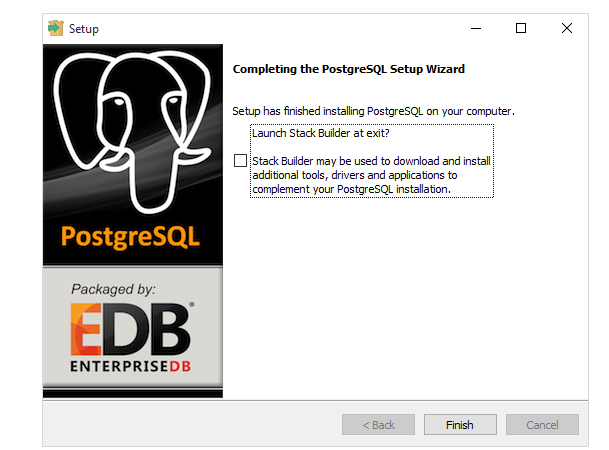 Setup
Completing the PostgreSQL Setup Wizard
Setup has finished installing PostgreSQL on your computer.
Launch Stack Builder at exit?
Stack Builder may be used to download and install
additional tools, drivers and applications to
complement your PostgreSQL installation.
PostgreSQL
Packaged by:
EDB®
ENTERPRISEDB
< Back
Finish
Cancel